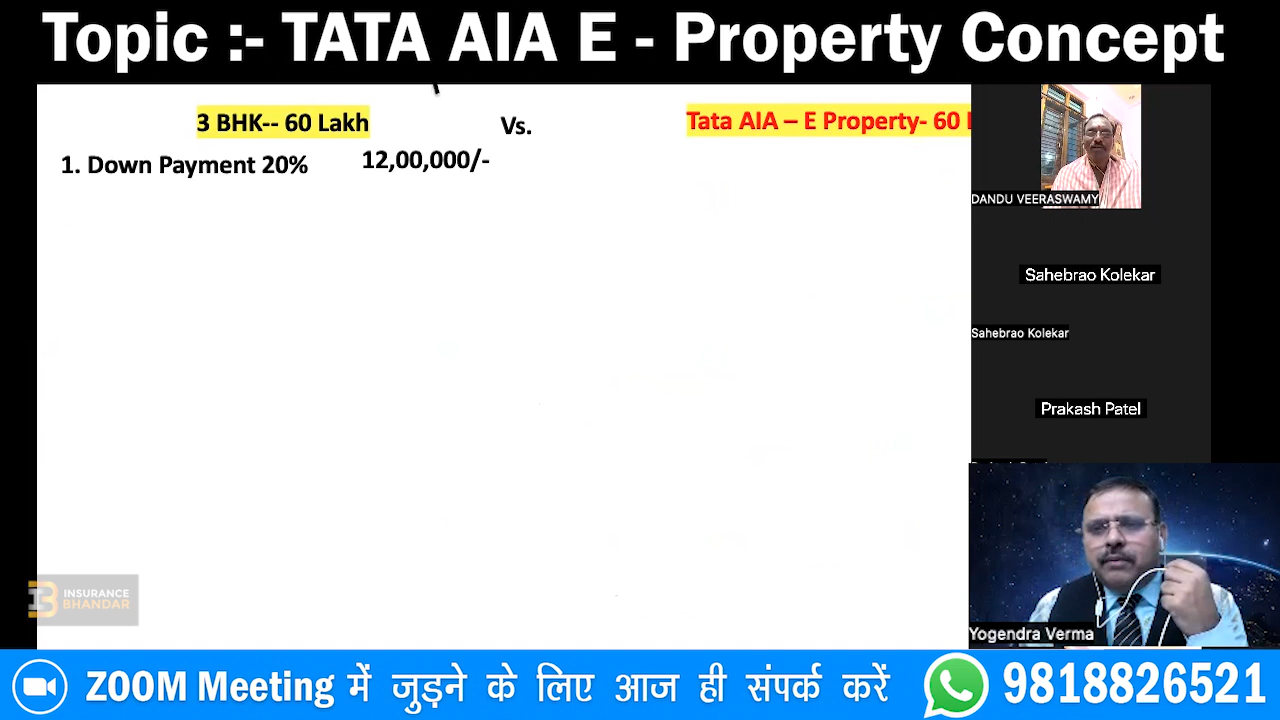 Topic :- TATA AIA E - Property Concept
3 BHK-- 60 Lakh
Vs.
Tata AIA – E Property- 60
1. Down Payment 20%
12,00,000/-
DANDU VEERASWAMY
Sahebrao Kolekar
Sahebrao Kolekar
Prakash Patel
INSURANCE
BHANDAR
Yogendra Verma
ZOOM Meeting में जुड़ने के लिए आज ही संपर्क करें 9818826521